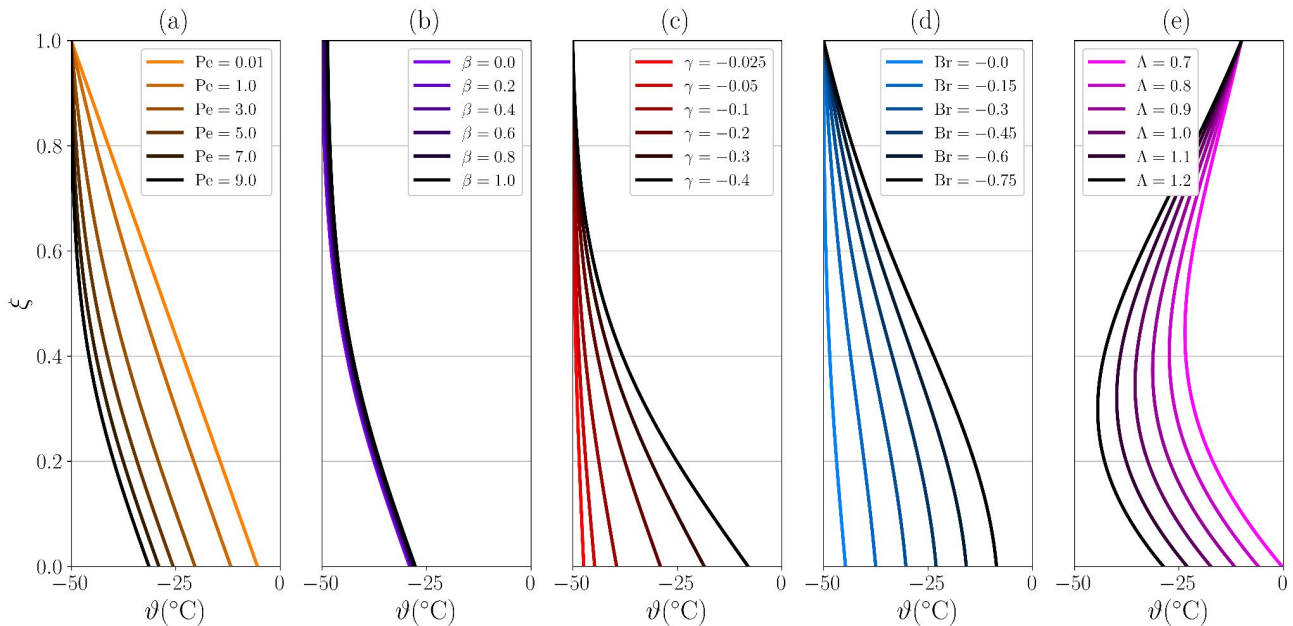 (a)
(b)
(c)
(d)
(e)
ξ
1.0
0.8
0.6
0.4
0.2
0.0
Pe = 0.01
Pe = 1.0
Pe = 3.0
Pe = 5.0
Pe = 7.0
Pe = 9.0
−50
−25
0
ϑ(°C)
β = 0.0
β = 0.2
β = 0.4
β = 0.6
β = 0.8
β = 1.0
−50
−25
0
ϑ(°C)
γ = −0.025
γ = −0.05
γ = −0.1
γ = −0.2
γ = −0.3
γ = −0.4
−50
−25
0
ϑ(°C)
Br = −0.0
Br = −0.15
Br = −0.3
Br = −0.45
Br = −0.6
Br = −0.75
−50
−25
0
ϑ(°C)
Λ = 0.7
Λ = 0.8
Λ = 0.9
Λ = 1.0
Λ = 1.1
Λ = 1.2
−50
−25
0
ϑ(°C)